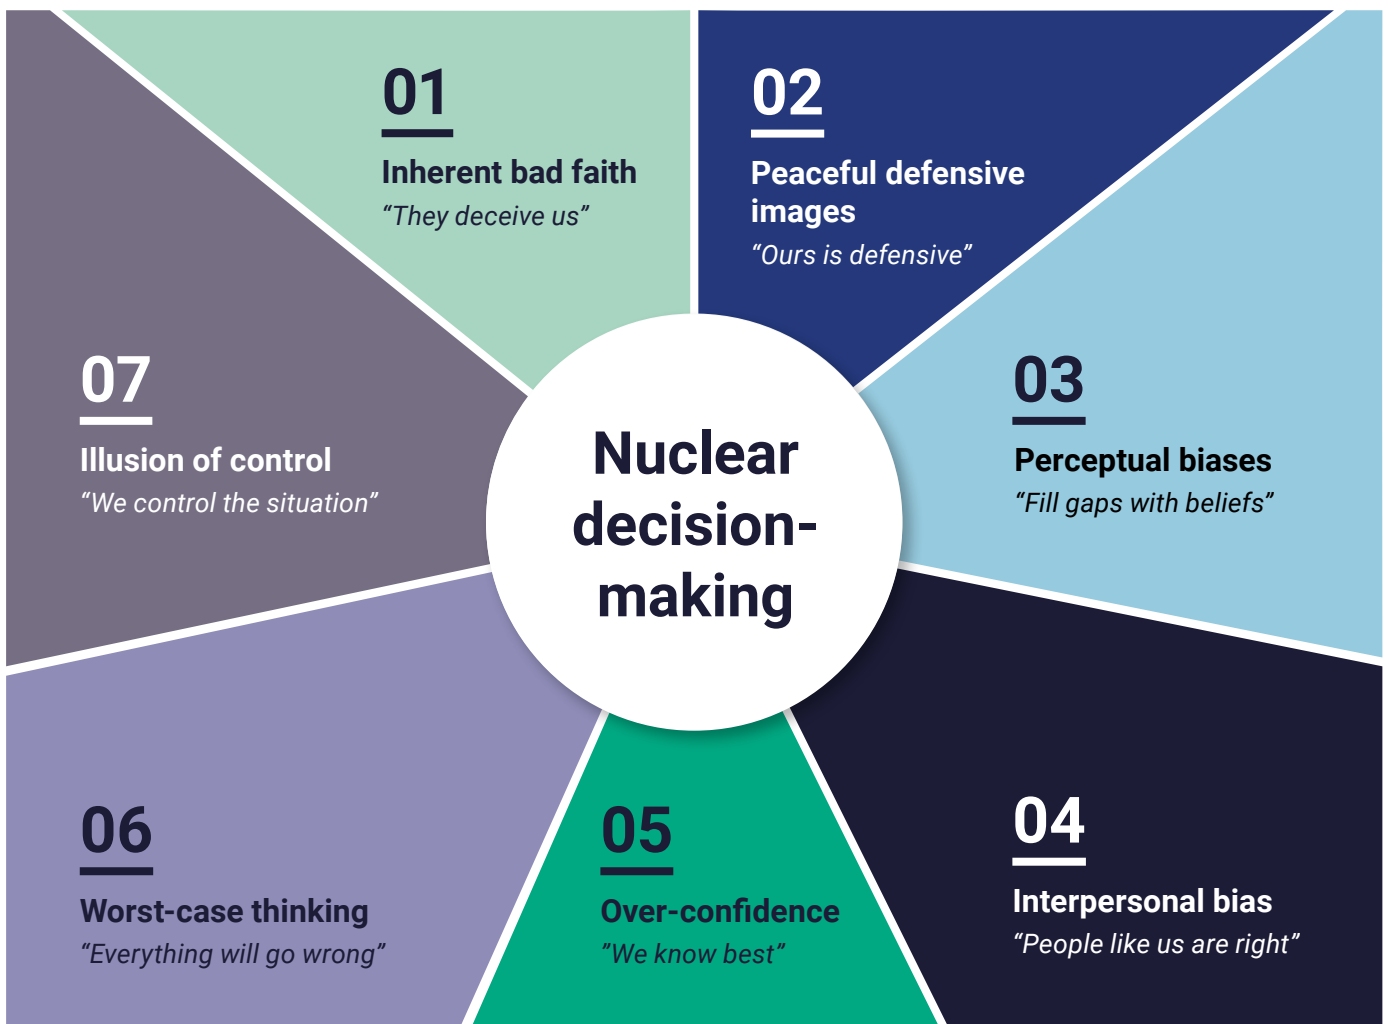 Nuclear
decision-
making
01
Inherent bad faith
“They deceive us”
02
Peaceful defensive
images
“Ours is defensive”
03
Perceptual biases
“Fill gaps with beliefs”
04
Interpersonal bias
“People like us are right”
05
Over-confidence
”We know best”
06
Worst-case thinking
“Everything will go wrong”
07
Illusion of control
“We control the situation”